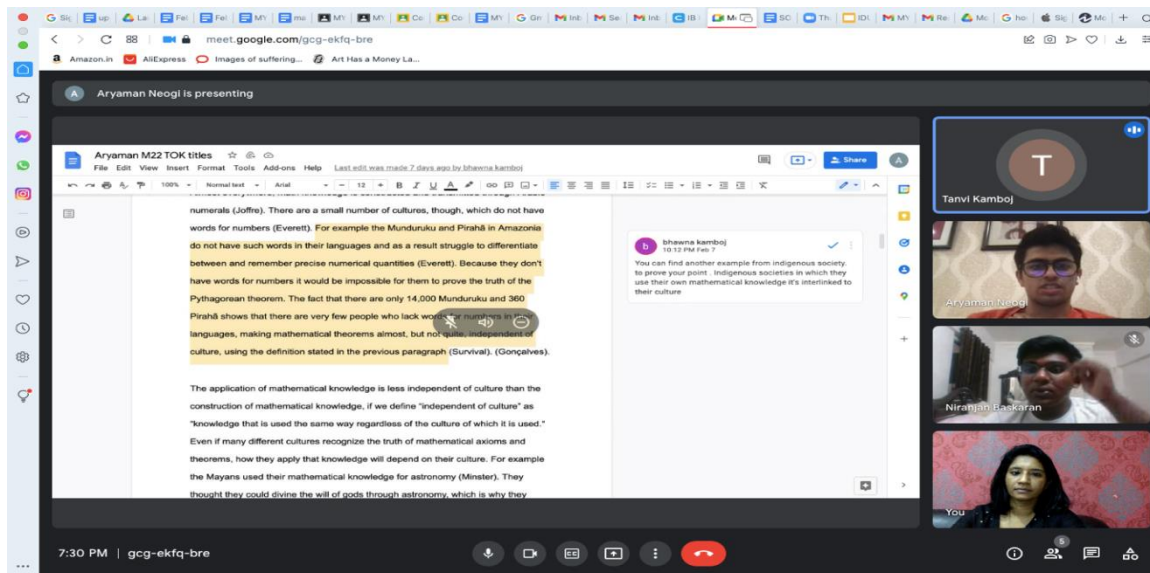 meet.google.com/gcg-ekfq-bre
Amazon.in AliExpress Images of suffering... Art Has a Money La...
Aryaman Neogi is presenting
Aryaman M22 TOK titles
File Edit View Insert Format Tools Add-ons Help Last edit was made 7 days ago by bhawna kamboj
Share
100% Normal text Arial 12
numerals (Joffre). There are a small number of cultures, though, which do not have
words for numbers (Everett). For example the Munduruku and Pirahã in Amazonia
do not have such words in their languages and as a result struggle to differentiate
between and remember precise numerical quantities (Everett). Because they don't
have words for numbers it would be impossible for them to prove the truth of the
Pythagorean theorem. The fact that there are only 14,000 Munduruku and 360
Pirahã shows that there are very few people who lack words for numbers in their
languages, making mathematical theorems almost, but not quite, independent of
culture, using the definition stated in the previous paragraph (Survival). (Gonçalves).
The application of mathematical knowledge is less independent of culture than the
construction of mathematical knowledge, if we define "independent of culture" as
"knowledge that is used the same way regardless of the culture of which it is used."
Even if many different cultures recognize the truth of mathematical axioms and
theorems, how they apply that knowledge will depend on their culture. For example
the Mayans used their mathematical knowledge for astronomy (Minster). They
thought they could divine the will of gods through astronomy, which is why they
b
bhawna kamboj
10:12 PM Feb 7
You can find another example from indigenous society.
to prove your point . Indigenous societies in which they
use their own mathematical knowledge it's interlinked to
their culture
T
Tanvi Kamboj
Aryaman Neogi
Niranjan Baskaran
You
7:30 PM | gcg-ekfq-bre
5